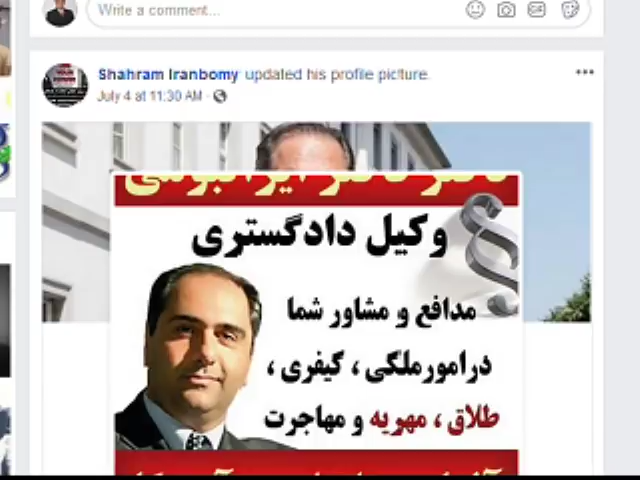 Write a comment...
Shahram Iranbomy updated his profile picture.
July 4 at 11:30 AM
وکیل دادگستری
مدافع و مشاور شما
درامورملکی ، کیفری ،
طلاق ، مهریه و مهاجرت